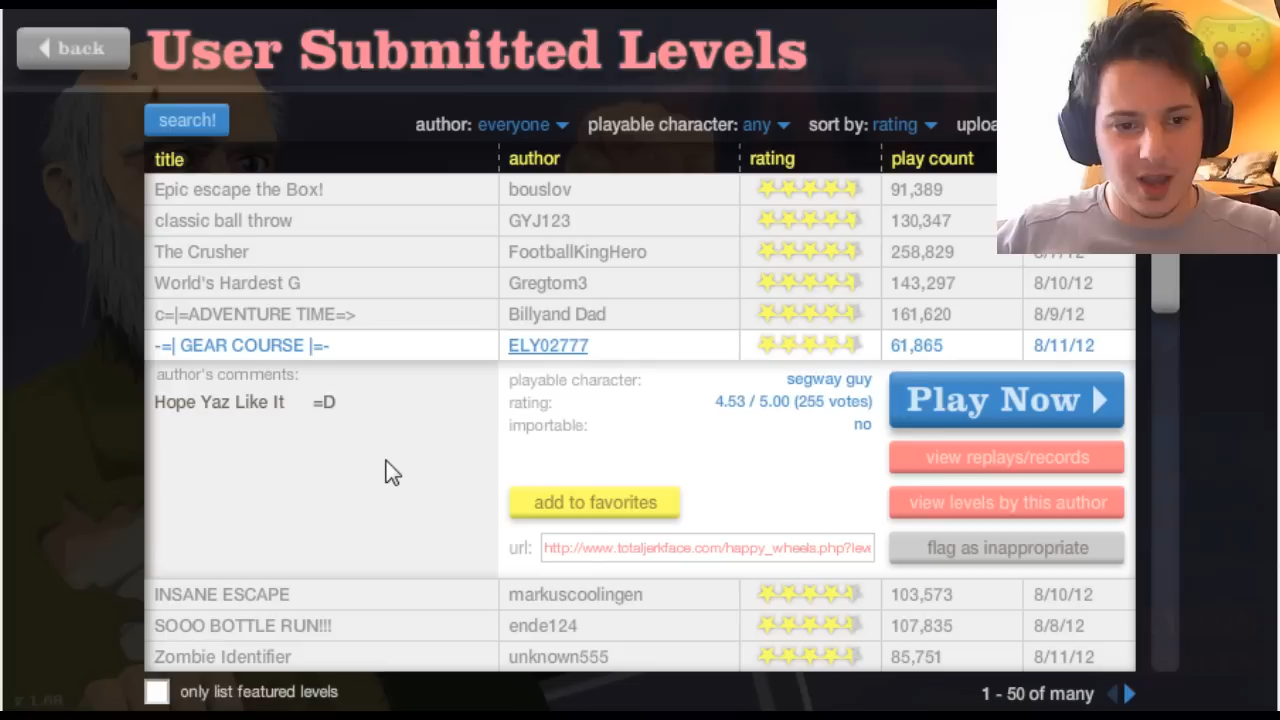 back
User Submitted Levels
search!
author: everyone playable character: any sort by: rating
title author rating play count
Epic escape the Box! bouslov 91,389
classic ball throw GYJ123 130,347
The Crusher FootballKingHero 258,829
World's Hardest G Gregtom3 143,297 8/10/12
c=|=ADVENTURE TIME=> Billyand Dad 161,620 8/9/12
-=| GEAR COURSE |=- ELY02777 61,865 8/11/12
author's comments:
Hope Yaz Like It =D
playable character: segway guy
rating: 4.53 / 5.00 (255 votes)
importable: no
Play Now
view replays/records
add to favorites
view levels by this author
url: http://www.totaljerkface.com/happy_wheels.php?lev
flag as inappropriate
INSANE ESCAPE markuscoolingen 103,573 8/10/12
SOOO BOTTLE RUN!!! ende124 107,835 8/8/12
Zombie Identifier unknown555 85,751 8/11/12
only list featured levels
1 - 50 of many